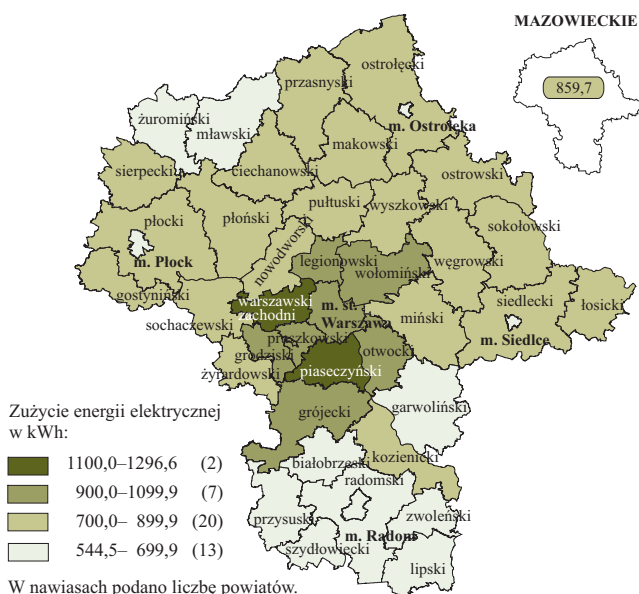 MAZOWIECKIE
859,7
ostrołęcki
przasnyski
żuromiński
mławski
m. Ostrołęka
makowski
sierpecki
ciechanowski
ostrowski
pułtuski
wyszkowski
płocki
płoński
sokołowski
nowodworski
legionowski
węgrowski
wołomiński
m. Płock
gostyniński
warszawski
zachodni
m. st.
Warszawa
siedlecki
łosicki
sochaczewski
miński
m. Siedlce
pruszkowski
grodziski
otwocki
żyrardowski
piaseczyński
garwoliński
grójecki
białobrzeski
kozienicki
radomski
przysuski
zwoleński
m. Radom
szydłowiecki
lipski
Zużycie energii elektrycznej
w kWh:
1100,0–1296,6 (2)
900,0–1099,9 (7)
700,0– 899,9 (20)
544,5– 699,9 (13)
W nawiasach podano liczbę powiatów.